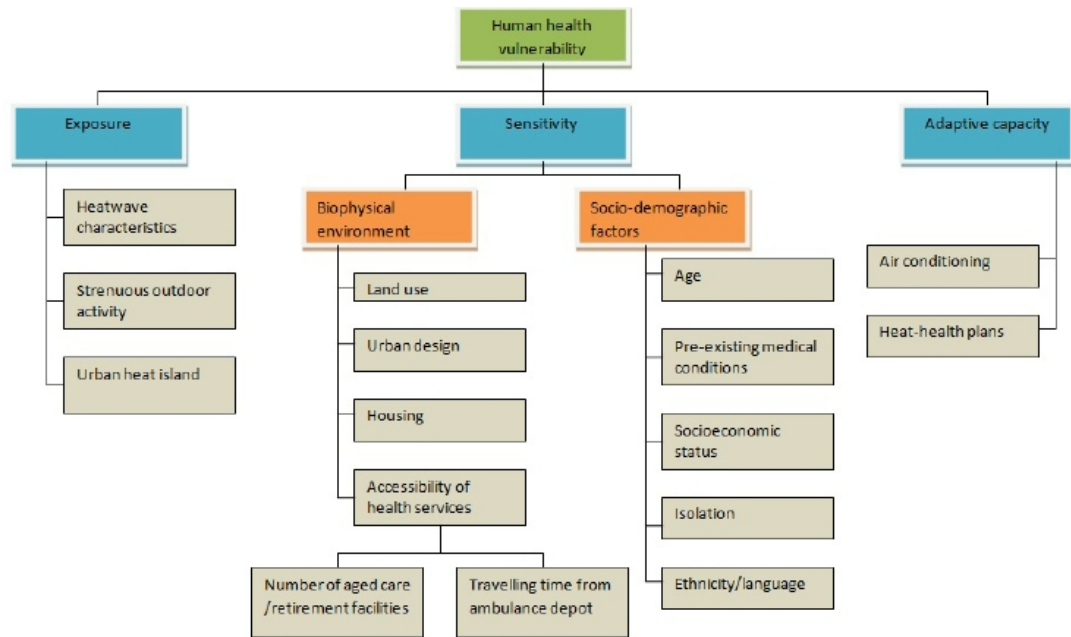 Human health
vulnerability
Exposure
Sensitivity
Adaptive capacity
Heatwave
characteristics
Strenuous outdoor
activity
Urban heat island
Biophysical
environment
Land use
Urban design
Housing
Accessibility of
health services
Number of aged care
/retirement facilities
Travelling time from
ambulance depot
Socio-demographic
factors
Age
Pre-existing medical
conditions
Socioeconomic
status
Isolation
Ethnicity/language
Air conditioning
Heat-health plans